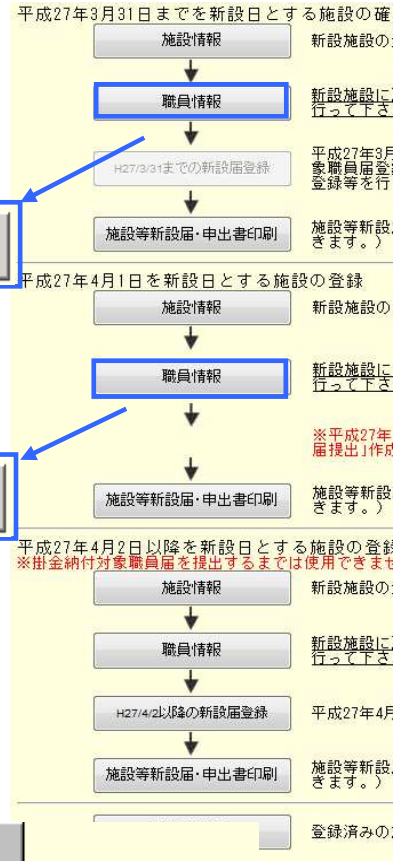 平成27年3月31日までを新設日とする施設の確
施設情報
新設施設の
職員情報
新設施設に
行って下さ
H27/3/31までの新設届登録
平成27年3月
象職員届登
登録等を行
施設等新設届・申出書印刷
施設等新設
きます。)
平成27年4月1日を新設日とする施設の登録
施設情報
新設施設の
職員情報
新設施設に
行って下さ
※平成27年
届提出」作成
施設等新設届・申出書印刷
施設等新設
きます。)
平成27年4月2日以降を新設日とする施設の登録
※掛金納付対象職員届を提出するまでは使用できませ
施設情報
新設施設の
職員情報
新設施設に
行って下さ
H27/4/2以降の新設届登録
平成27年4月
施設等新設届・申出書印刷
施設等新設
きます。)
登録済みの